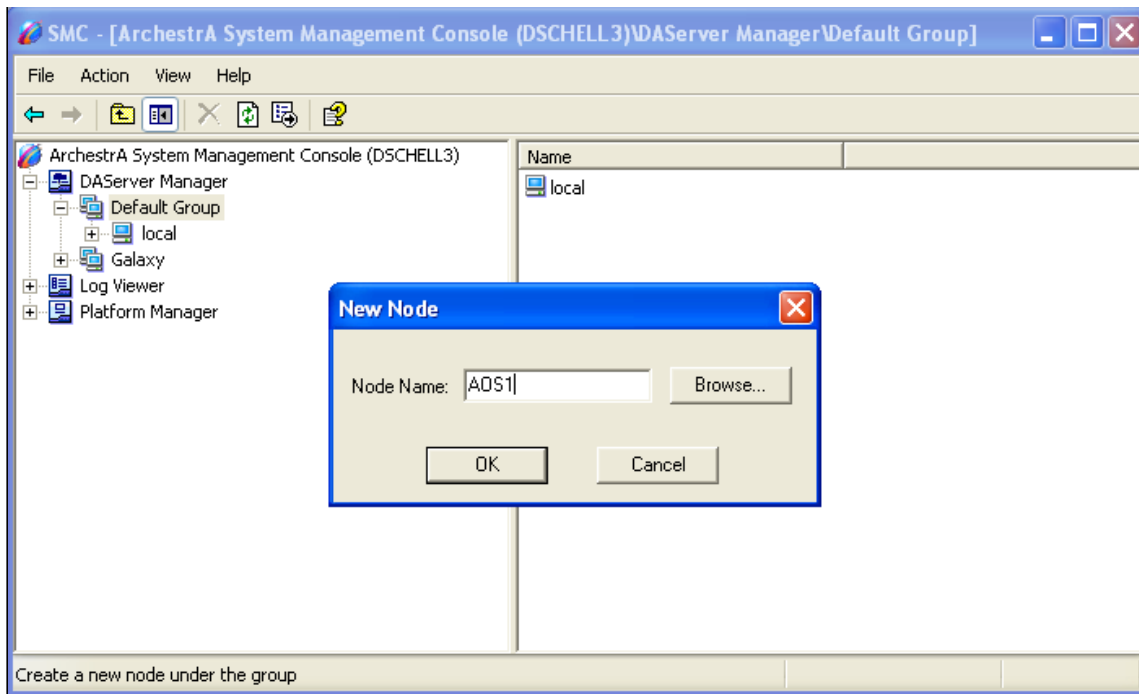 SMC - [ArchestrA System Management Console (DSCHELL3)\DAServer Manager\Default Group]
File Action View Help
ArchestrA System Management Console (DSCHELL3)
DAServer Manager
Default Group
local
Galaxy
Log Viewer
Platform Manager
Name
local
New Node
Node Name: AOS1 Browse...
OK Cancel
Create a new node under the group